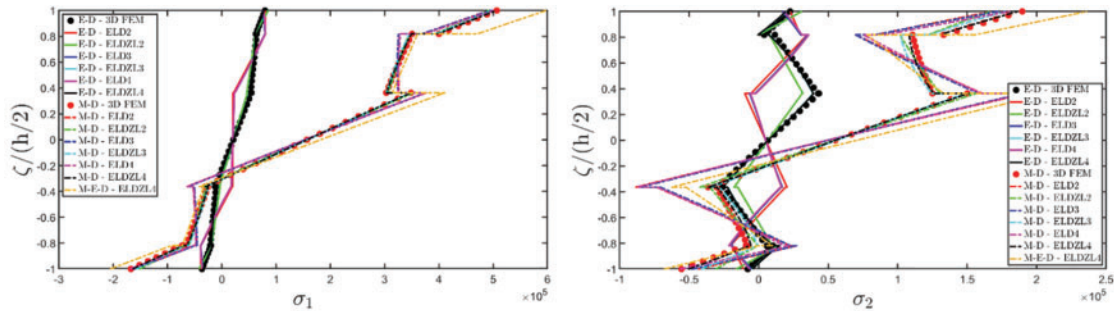 ζ/(h/2)
1
0.8
0.6
0.4
0.2
0
-0.2
-0.4
-0.6
-0.8
-1
-3 -2 -1 0 1 2 3 4 5 6
×10⁵
σ₁
E-D - 3D FEM
E-D - ELD2
E-D - ELDZL2
E-D - ELD3
E-D - ELDZL3
E-D - ELD4
E-D - ELDZL4
M-D - 3D FEM
M-D - ELD2
M-D - ELDZL2
M-D - ELD3
M-D - ELDZL3
M-D - ELD4
M-D - ELDZL4
M-E-D - ELDZL4
ζ/(h/2)
1
0.8
0.6
0.4
0.2
0
-0.2
-0.4
-0.6
-0.8
-1
-1 -0.5 0 0.5 1 1.5 2 2.5
×10⁵
σ₂
E-D - 3D FEM
E-D - ELD2
E-D - ELDZL2
E-D - ELD3
E-D - ELDZL3
E-D - ELD4
E-D - ELDZL4
M-D - 3D FEM
M-D - ELD2
M-D - ELDZL2
M-D - ELD3
M-D - ELDZL3
M-D - ELD4
M-D - ELDZL4
M-E-D - ELDZL4